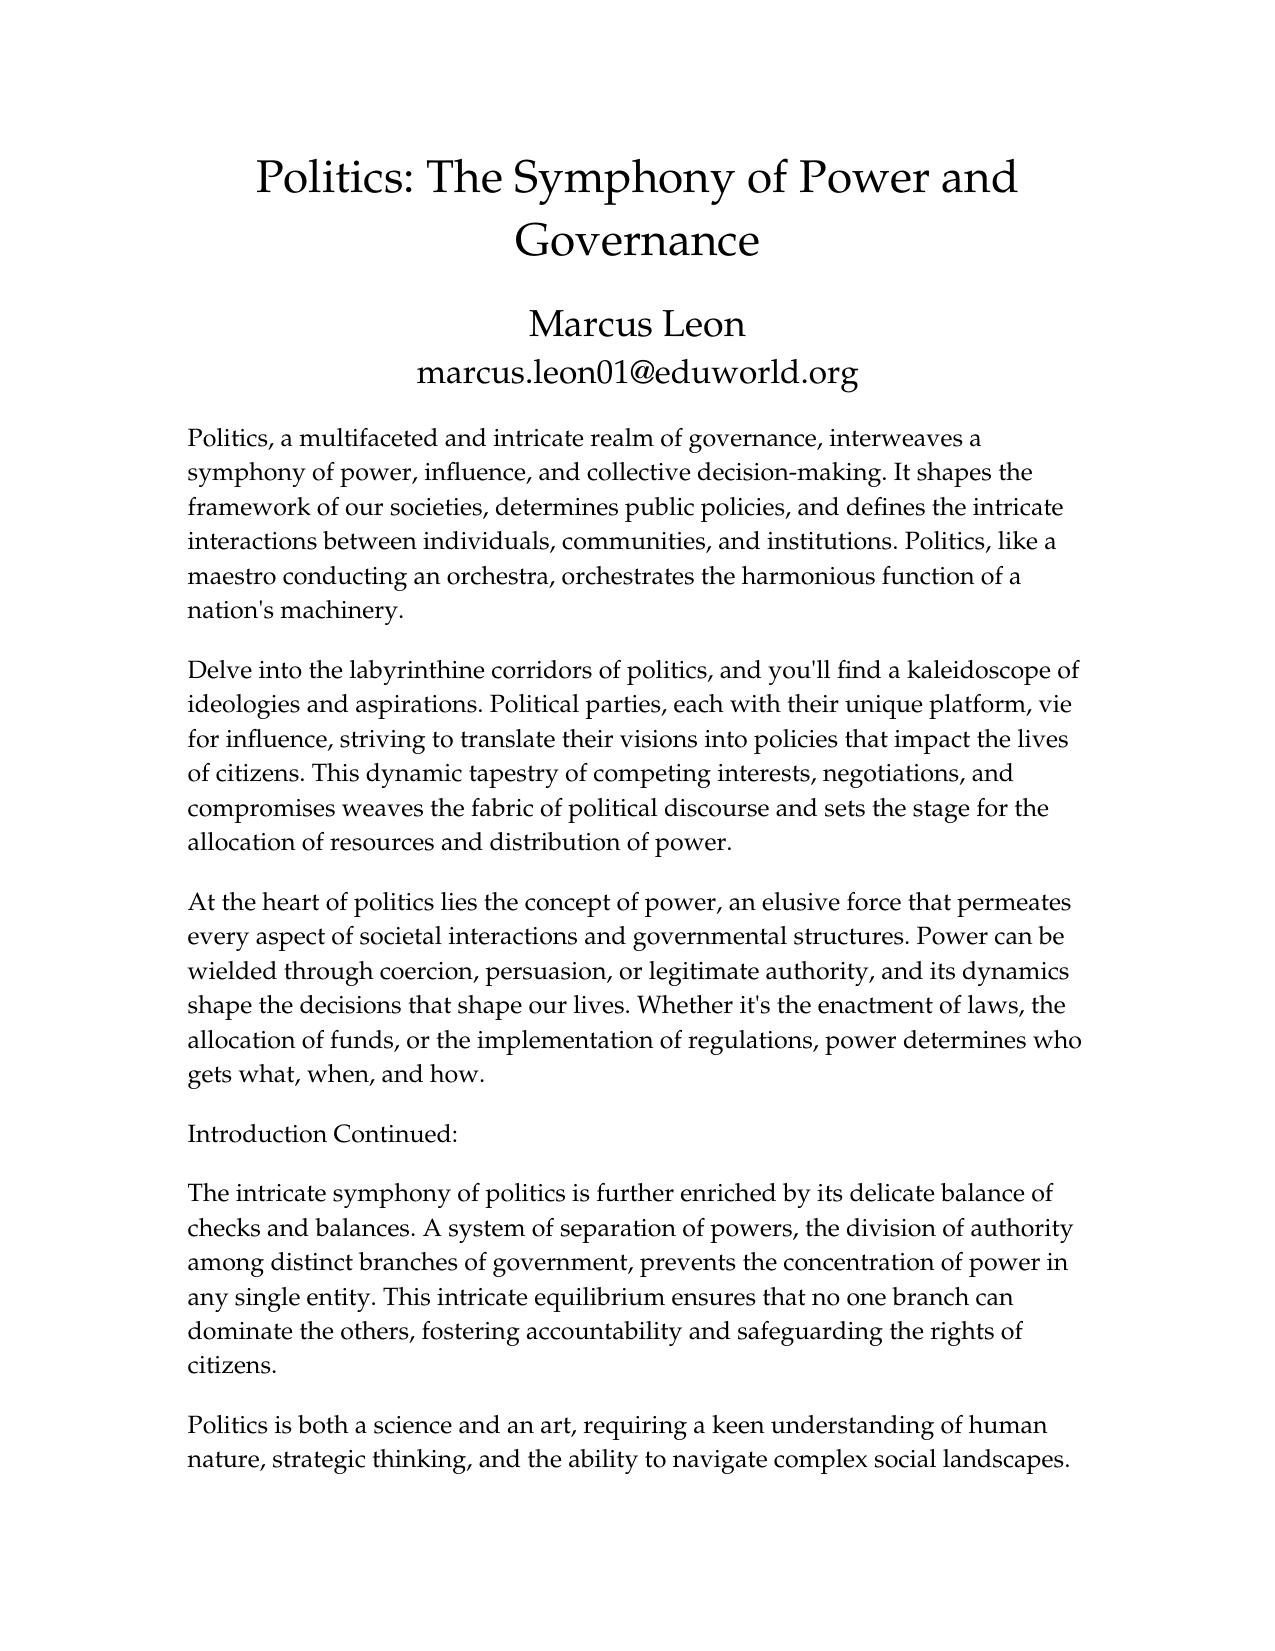 Politics: The Symphony of Power and
Governance
Marcus Leon
marcus.leon01@eduworld.org
Politics, a multifaceted and intricate realm of governance, interweaves a
symphony of power, influence, and collective decision-making. It shapes the
framework of our societies, determines public policies, and defines the intricate
interactions between individuals, communities, and institutions. Politics, like a
maestro conducting an orchestra, orchestrates the harmonious function of a
nation's machinery.
Delve into the labyrinthine corridors of politics, and you'll find a kaleidoscope of
ideologies and aspirations. Political parties, each with their unique platform, vie
for influence, striving to translate their visions into policies that impact the lives
of citizens. This dynamic tapestry of competing interests, negotiations, and
compromises weaves the fabric of political discourse and sets the stage for the
allocation of resources and distribution of power.
At the heart of politics lies the concept of power, an elusive force that permeates
every aspect of societal interactions and governmental structures. Power can be
wielded through coercion, persuasion, or legitimate authority, and its dynamics
shape the decisions that shape our lives. Whether it's the enactment of laws, the
allocation of funds, or the implementation of regulations, power determines who
gets what, when, and how.
Introduction Continued:
The intricate symphony of politics is further enriched by its delicate balance of
checks and balances. A system of separation of powers, the division of authority
among distinct branches of government, prevents the concentration of power in
any single entity. This intricate equilibrium ensures that no one branch can
dominate the others, fostering accountability and safeguarding the rights of
citizens.
Politics is both a science and an art, requiring a keen understanding of human
nature, strategic thinking, and the ability to navigate complex social landscapes.